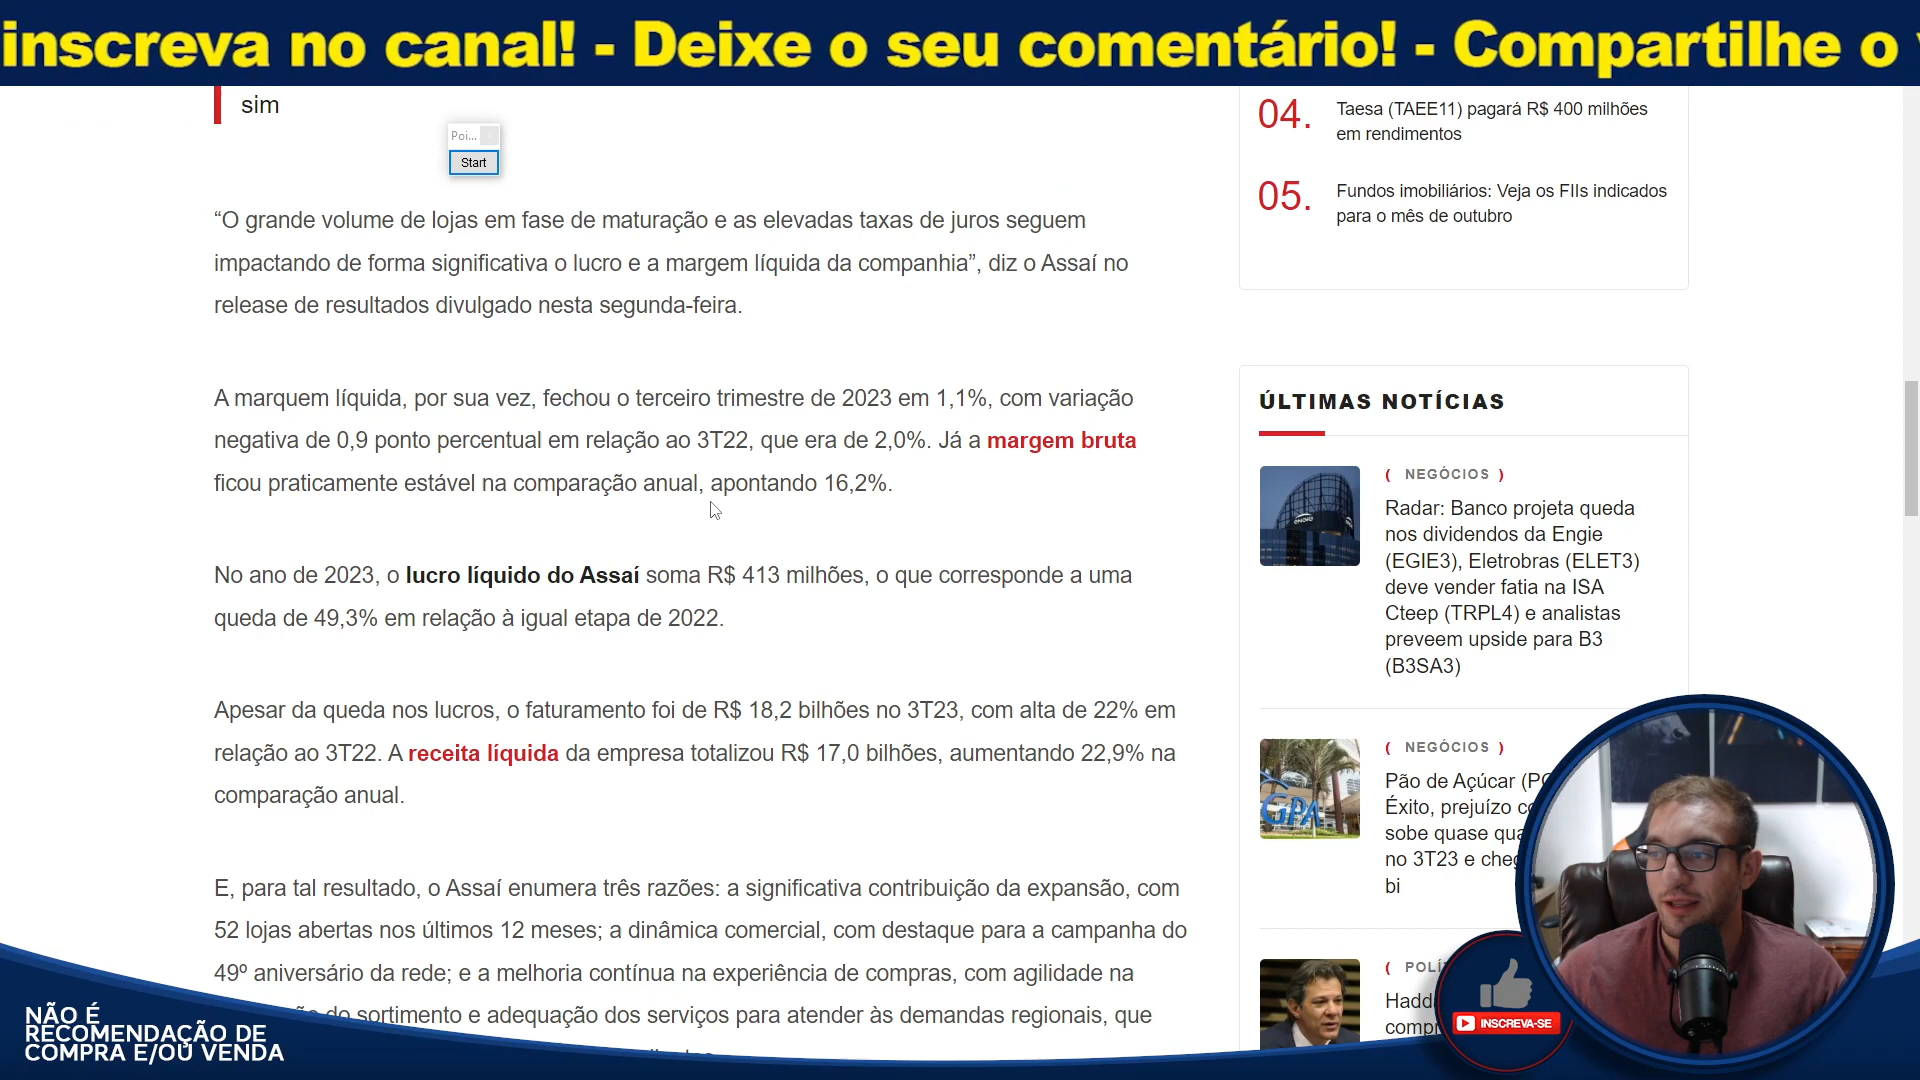 inscreva no canal! - Deixe o seu comentário! - Compartilhe o
sim
Poi...
Start
“O grande volume de lojas em fase de maturação e as elevadas taxas de juros seguem
impactando de forma significativa o lucro e a margem líquida da companhia”, diz o Assaí no
release de resultados divulgado nesta segunda-feira.
A marquem líquida, por sua vez, fechou o terceiro trimestre de 2023 em 1,1%, com variação
negativa de 0,9 ponto percentual em relação ao 3T22, que era de 2,0%. Já a margem bruta
ficou praticamente estável na comparação anual, apontando 16,2%.
No ano de 2023, o lucro líquido do Assaí soma R$ 413 milhões, o que corresponde a uma
queda de 49,3% em relação à igual etapa de 2022.
Apesar da queda nos lucros, o faturamento foi de R$ 18,2 bilhões no 3T23, com alta de 22% em
relação ao 3T22. A receita líquida da empresa totalizou R$ 17,0 bilhões, aumentando 22,9% na
comparação anual.
E, para tal resultado, o Assaí enumera três razões: a significativa contribuição da expansão, com
52 lojas abertas nos últimos 12 meses; a dinâmica comercial, com destaque para a campanha do
49º aniversário da rede; e a melhoria contínua na experiência de compras, com agilidade na
do sortimento e adequação dos serviços para atender às demandas regionais, que
04. Taesa (TAEE11) pagará R$ 400 milhões
em rendimentos
05. Fundos imobiliários: Veja os FIIs indicados
para o mês de outubro
ÚLTIMAS NOTÍCIAS
( NEGÓCIOS )
Radar: Banco projeta queda
nos dividendos da Engie
(EGIE3), Eletrobras (ELET3)
deve vender fatia na ISA
Cteep (TRPL4) e analistas
preveem upside para B3
(B3SA3)
engie
( NEGÓCIOS )
Pão de Açúcar
Éxito, prejuízo
sobe quase
no 3T23 e
bi
GPA
INSCREVA-SE
NÃO É
RECOMENDAÇÃO DE
COMPRA E/OU VENDA